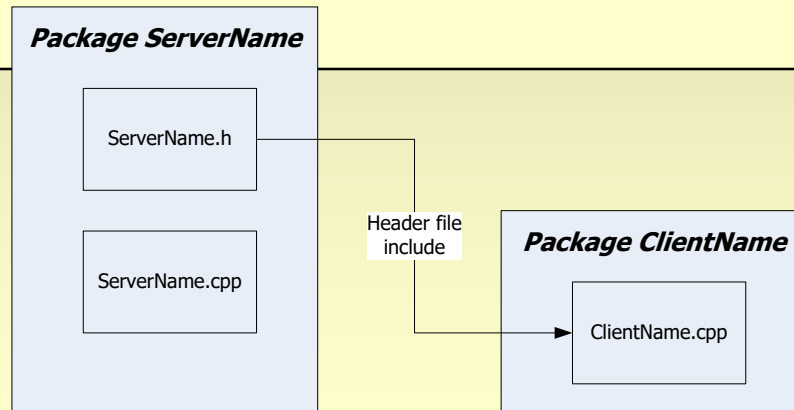 Package ServerName
ServerName.h
Header file
include
Package ClientName
ServerName.cpp
ClientName.cpp